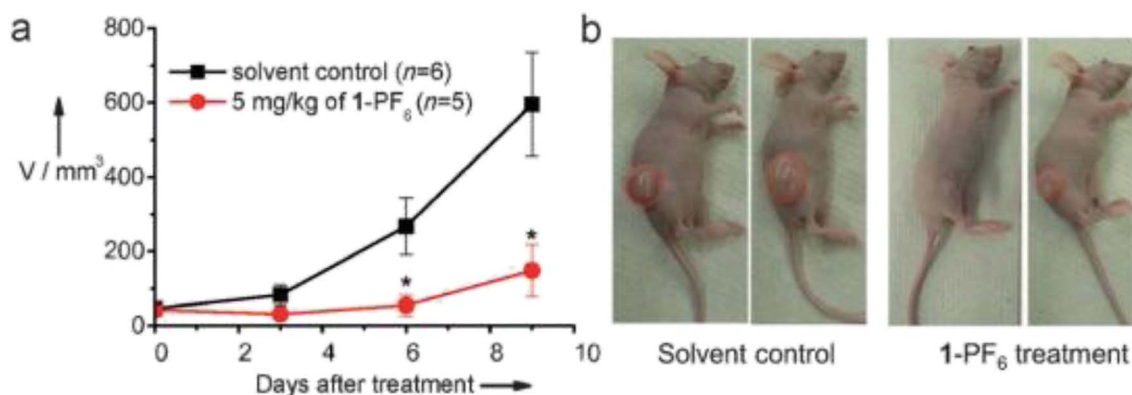 a
800
600
400
200
0
V / mm³
solvent control (n=6)
5 mg/kg of 1-PF₆ (n=5)
*
*
0 2 4 6 8 10
Days after treatment
b
Solvent control
1-PF₆ treatment